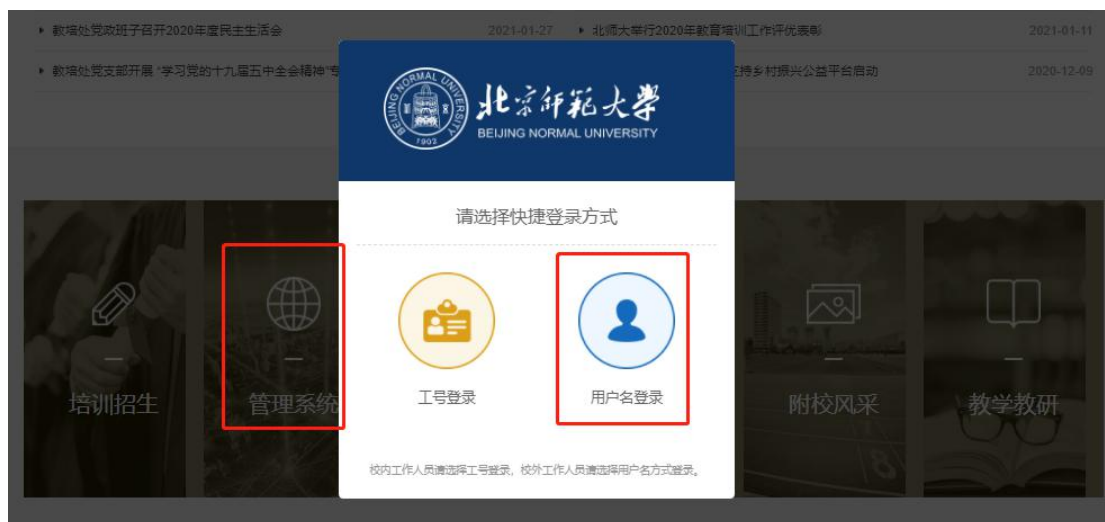 教培处党政班子召开2020年度民主生活会 2021-01-27
北师大举行2020年教育培训工作评优表彰 2021-01-11
教培处党支部开展“学习党的十九届五中全会精神”专
支持乡村振兴公益平台启动 2020-12-09
BEIJING NORMAL UNIVERSITY
1902
北京师范大学
BEIJING NORMAL UNIVERSITY
请选择快捷登录方式
工号登录
用户名登录
校内工作人员请选择工号登录，校外工作人员请选择用户名方式登录。
培训招生
管理系统
附校风采
教学教研